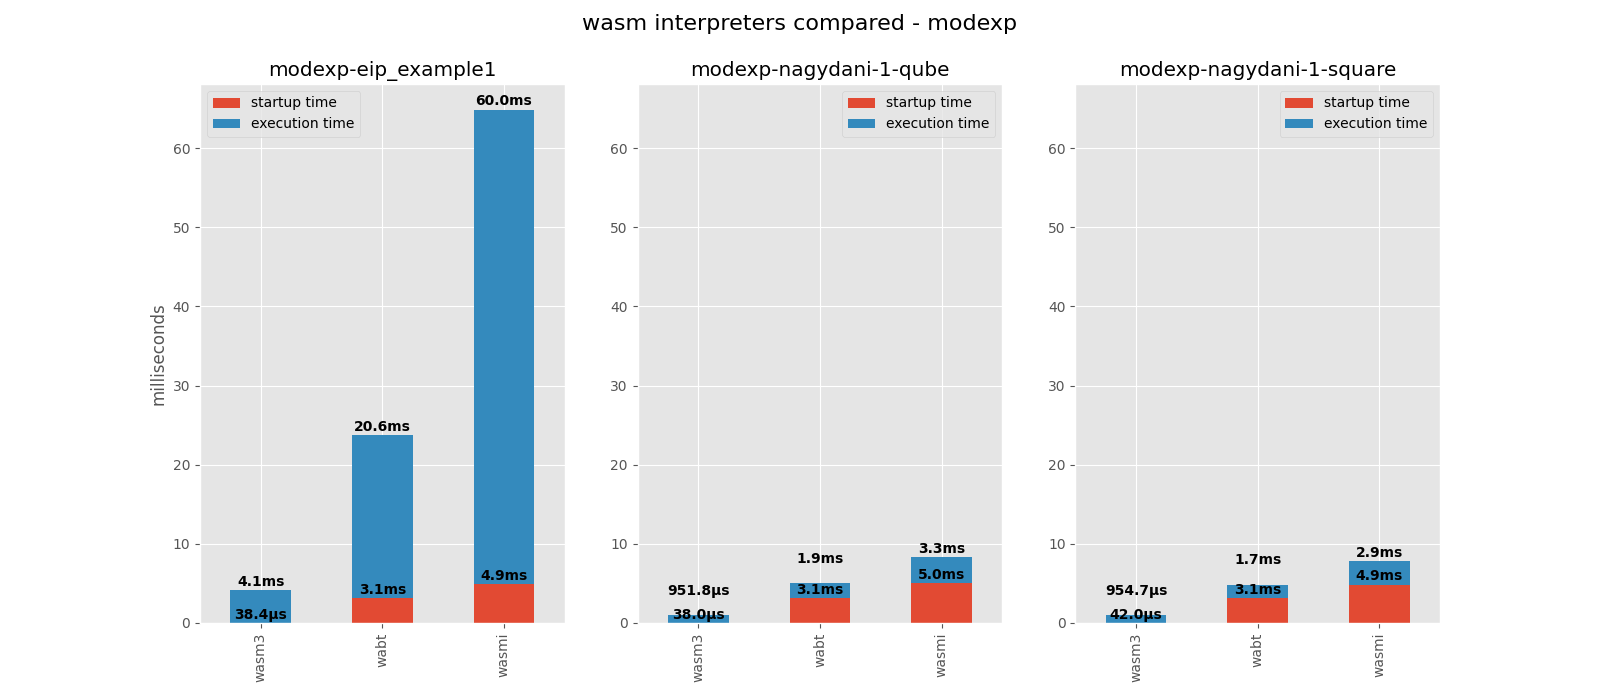 wasm interpreters compared - modexp
modexp-eip_example1
startup time
execution time
milliseconds
60
50
40
30
20
10
0
4.1ms
38.4µs
20.6ms
3.1ms
60.0ms
4.9ms
wasm3
wabt
wasmi
modexp-nagydani-1-qube
startup time
execution time
60
50
40
30
20
10
0
951.8µs
38.0µs
1.9ms
3.1ms
3.3ms
5.0ms
wasm3
wabt
wasmi
modexp-nagydani-1-square
startup time
execution time
60
50
40
30
20
10
0
954.7µs
42.0µs
1.7ms
3.1ms
2.9ms
4.9ms
wasm3
wabt
wasmi